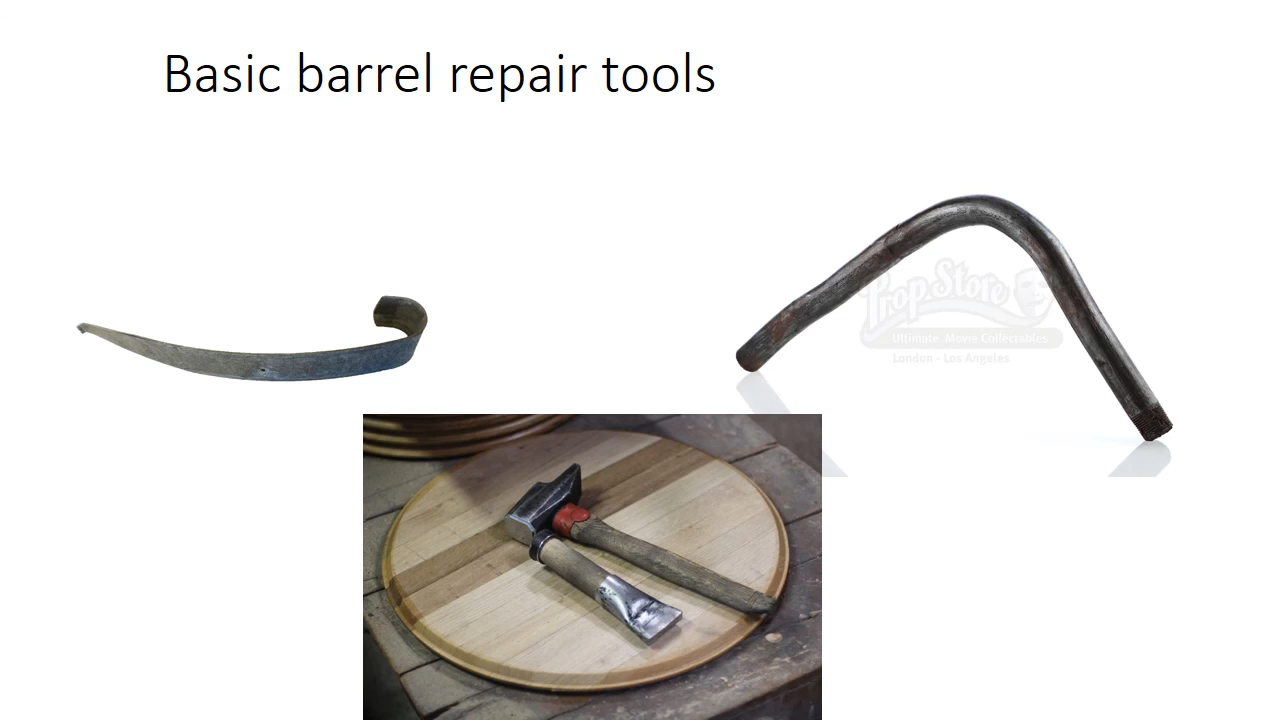 Basic barrel repair tools
Prop Store
Ultimate Movie Collectables
London - Los Angeles